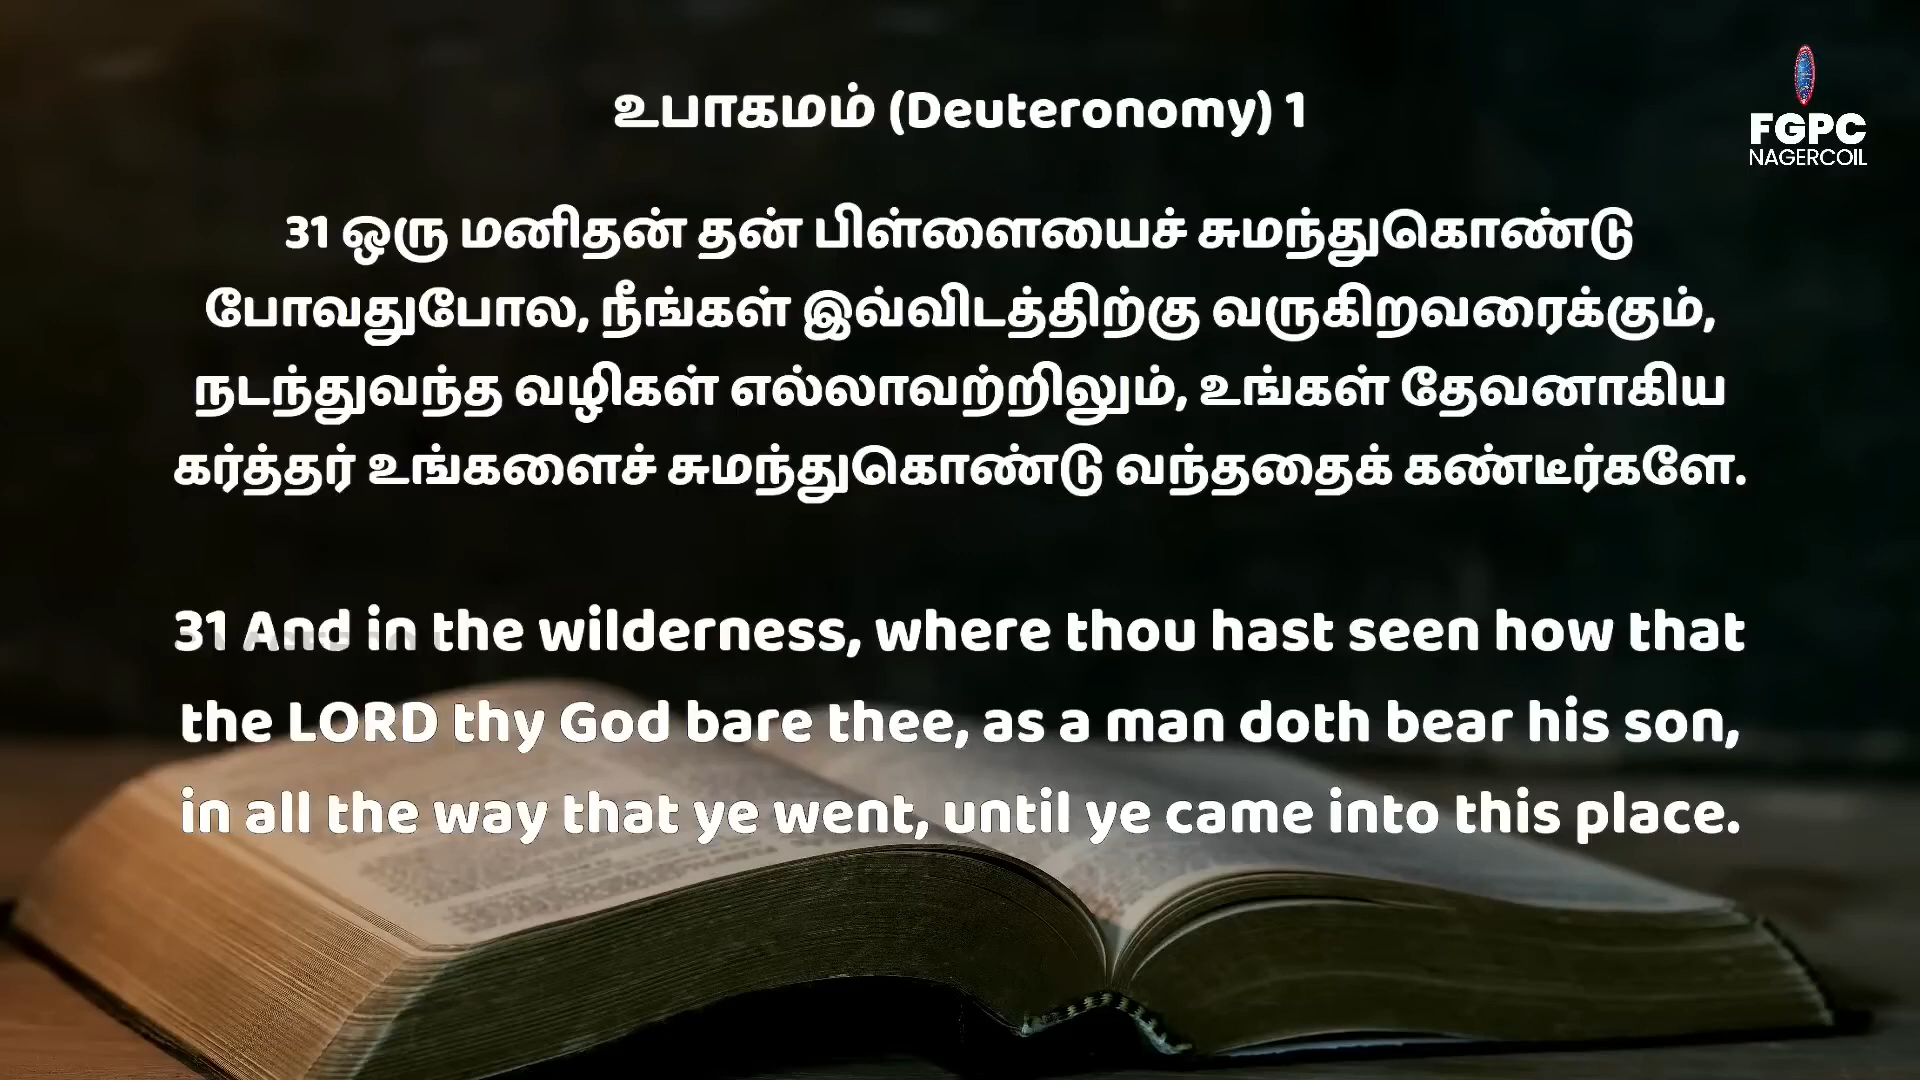 உபாகமம் (Deuteronomy) 1
FGPC
NAGERCOIL
31 ஒரு மனிதன் தன் பிள்ளையைச் சுமந்துகொண்டு
போவதுபோல, நீங்கள் இவ்விடத்திற்கு வருகிறவரைக்கும்,
நடந்துவந்த வழிகள் எல்லாவற்றிலும், உங்கள் தேவனாகிய
கர்த்தர் உங்களைச் சுமந்துகொண்டு வந்ததைக் கண்டீர்களே.
31 And in the wilderness, where thou hast seen how that
the LORD thy God bare thee, as a man doth bear his son,
in all the way that ye went, until ye came into this place.